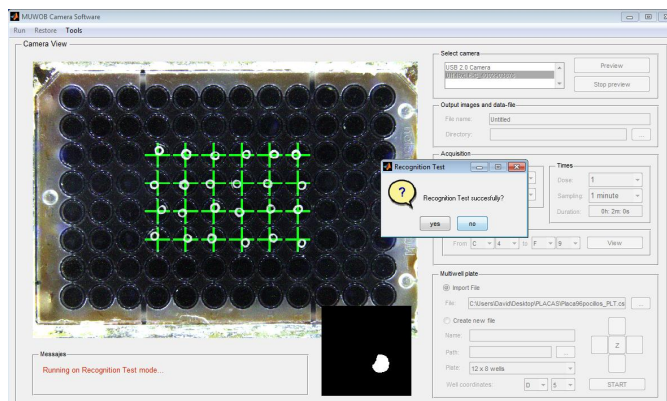 MUWOB Camera Software
Run Restore Tools
Camera View
Select camera
USB 2.0 Camera
Preview
Stop preview
Output images and data-file
File name: Untitled
Directory: ...
Acquisition
Times
Dose: 1
Sampling: 1 minute
Duration: 0h: 2m: 0s
Recognition Test
Recognition Test succesfully?
yes no
From C 4 to F 9 View
Multiwell plate
Import File
File: C:\Users\David\Desktop\PLACAS\Placa96pocillos_PLT.cs ...
Create new file
Name:
Path: ...
Plate: 12 x 8 wells
Well coordinates: D 5
Z
START
Messajes
Running on Recognition Test mode...